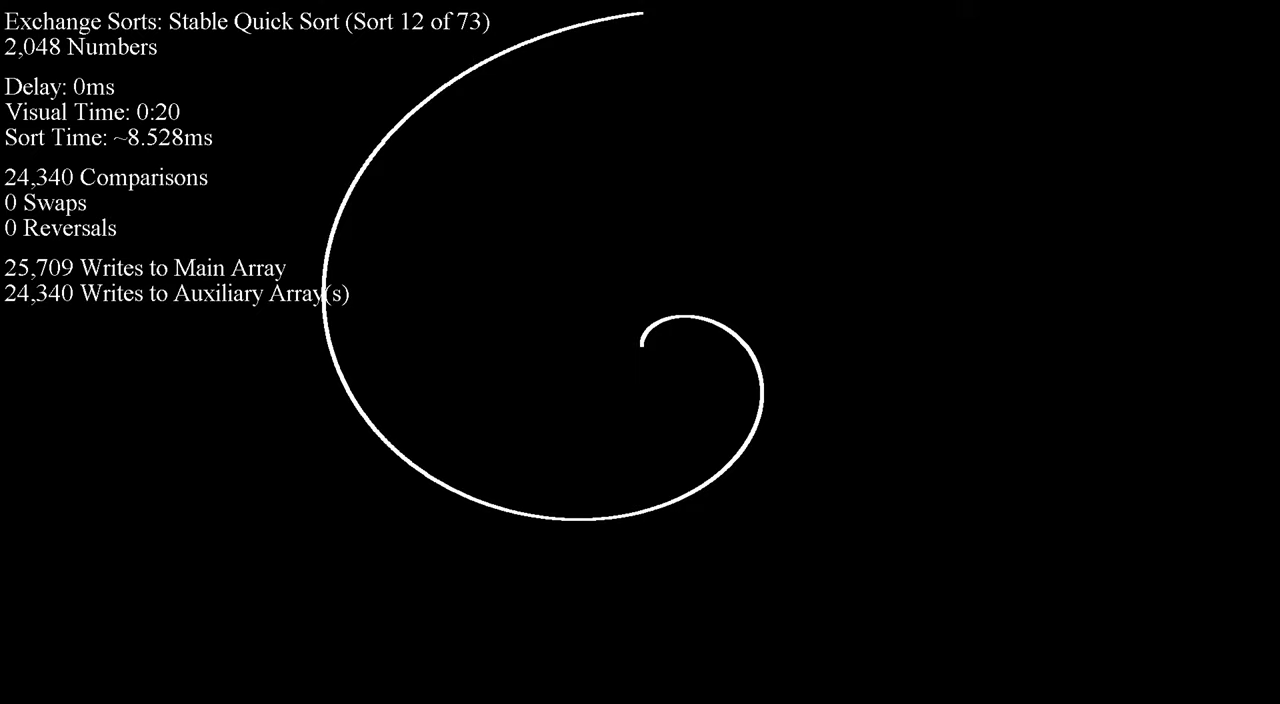 Exchange Sorts: Stable Quick Sort (Sort 12 of 73)
2,048 Numbers
Delay: 0ms
Visual Time: 0:20
Sort Time: ~8.528ms
24,340 Comparisons
0 Swaps
0 Reversals
25,709 Writes to Main Array
24,340 Writes to Auxiliary Array(s)